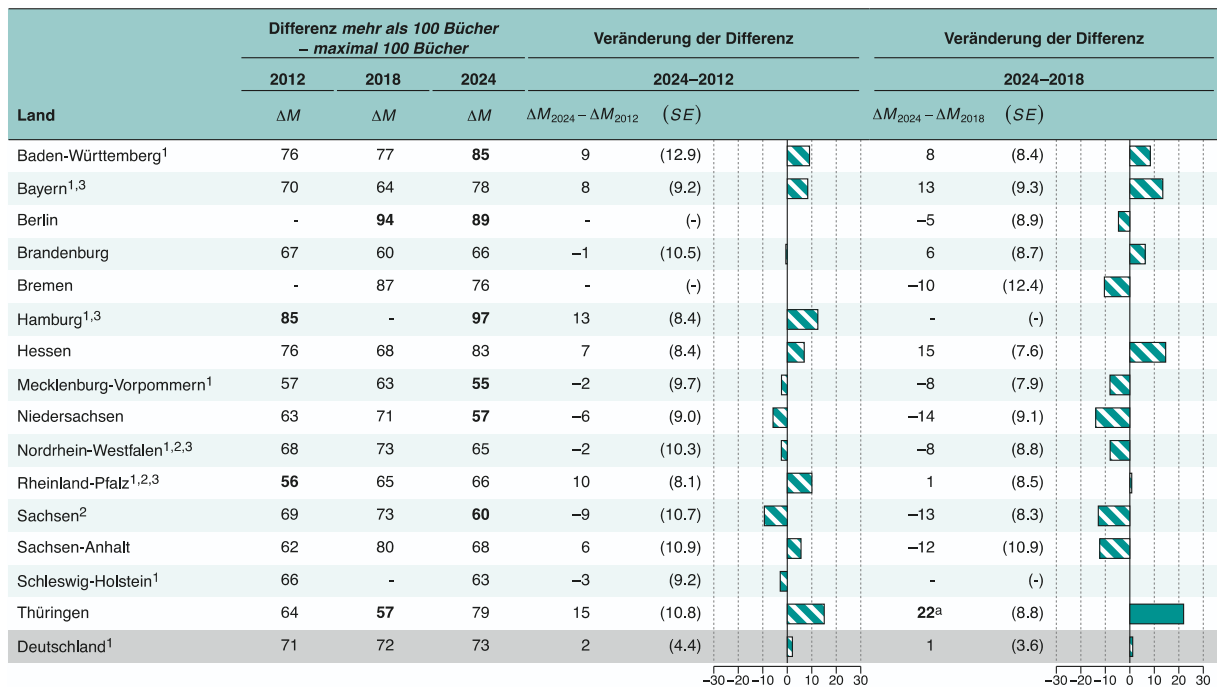 Differenz mehr als 100 Bücher – maximal 100 Bücher Veränderung der Differenz Veränderung der Differenz
2012 2018 2024 2024–2012 2024–2018
Land ΔM ΔM ΔM ΔM2024 – ΔM2012 (SE) ΔM2024 – ΔM2018 (SE)
Baden-Württemberg1 76 77 85 9 (12.9) 8 (8.4)
Bayern1,3 70 64 78 8 (9.2) 13 (9.3)
Berlin - 94 89 - (-) –5 (8.9)
Brandenburg 67 60 66 –1 (10.5) 6 (8.7)
Bremen - 87 76 - (-) –10 (12.4)
Hamburg1,3 85 - 97 13 (8.4) - (-)
Hessen 76 68 83 7 (8.4) 15 (7.6)
Mecklenburg-Vorpommern1 57 63 55 –2 (9.7) –8 (7.9)
Niedersachsen 63 71 57 –6 (9.0) –14 (9.1)
Nordrhein-Westfalen1,2,3 68 73 65 –2 (10.3) –8 (8.8)
Rheinland-Pfalz1,2,3 56 65 66 10 (8.1) 1 (8.5)
Sachsen2 69 73 60 –9 (10.7) –13 (8.3)
Sachsen-Anhalt 62 80 68 6 (10.9) –12 (10.9)
Schleswig-Holstein1 66 - 63 –3 (9.2) - (-)
Thüringen 64 57 79 15 (10.8) 22a (8.8)
Deutschland1 71 72 73 2 (4.4) 1 (3.6)
–30 –20 –10 0 10 20 30 –30 –20 –10 0 10 20 30